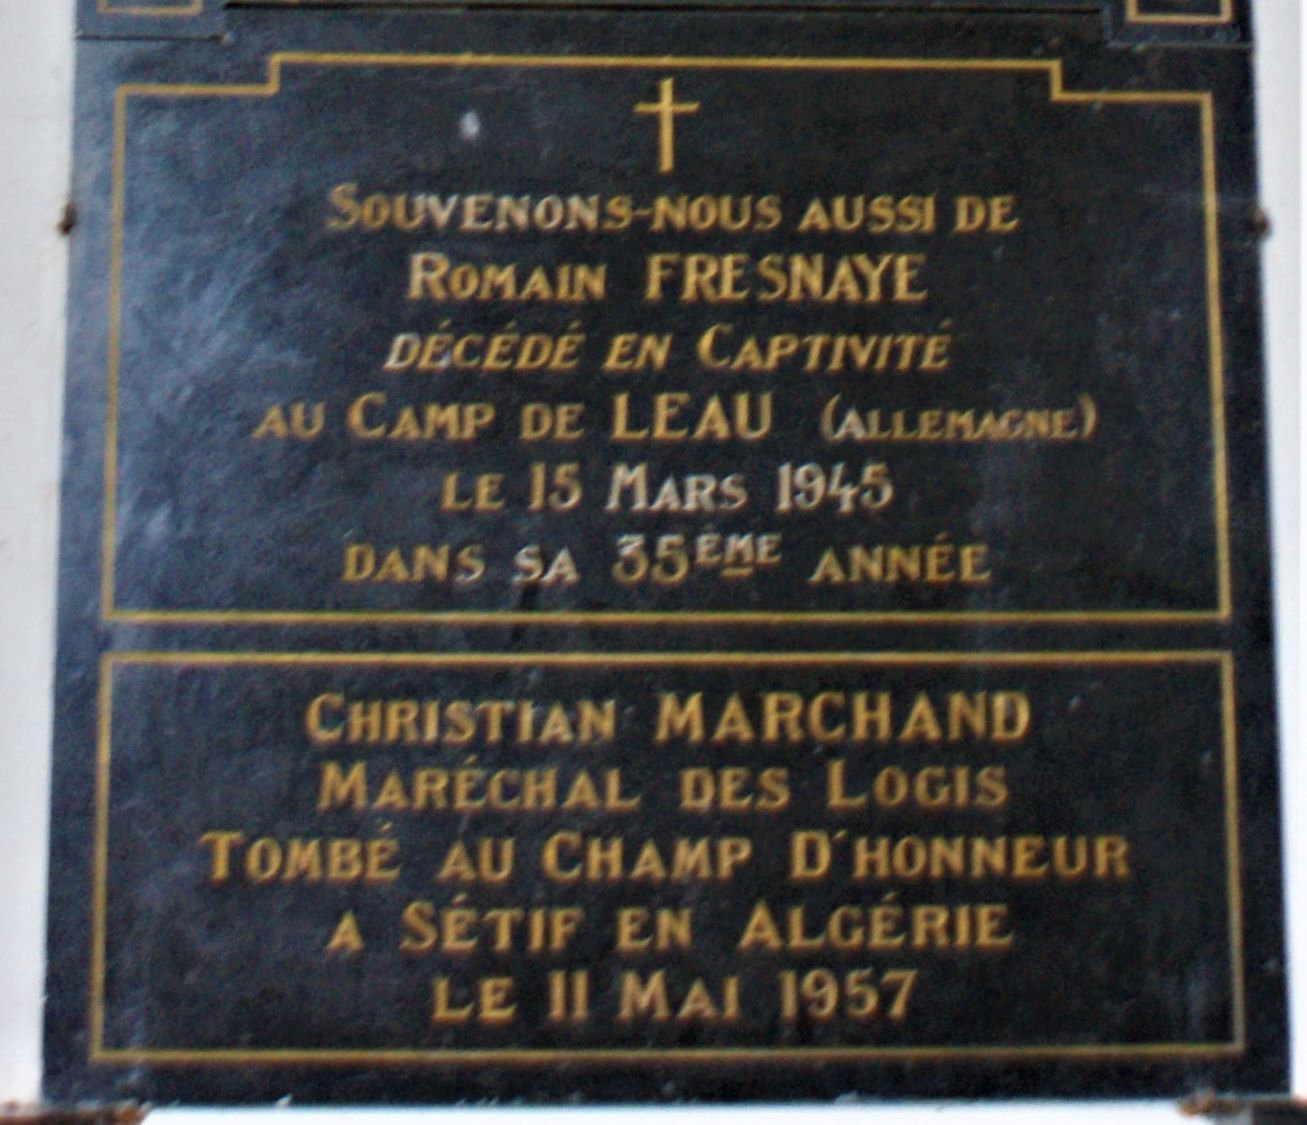 SOUVENONS-NOUS AUSSI DE
ROMAIN FRESNAYE
DÉCÉDÉ EN CAPTIVITÉ
AU CAMP DE LEAU (ALLEMAGNE)
LE 15 MARS 1945
DANS SA 35ÈME ANNÉE
CHRISTIAN MARCHAND
MARÉCHAL DES LOGIS
TOMBÉ AU CHAMP D'HONNEUR
A SÉTIF EN ALGÉRIE
LE 11 MAI 1957